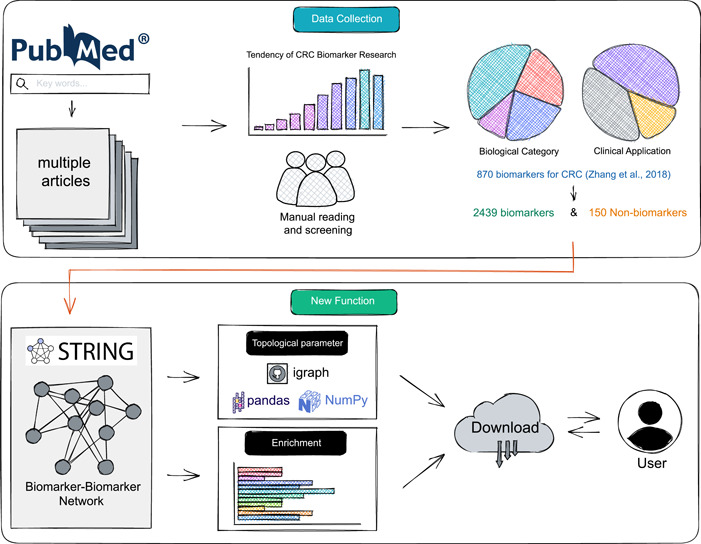 Data Collection
PubMed®
Key words...
multiple
articles
Tendency of CRC Biomarker Research
Manual reading
and screening
Biological Category
Clinical Application
870 biomarkers for CRC (Zhang et al., 2018)
2439 biomarkers & 150 Non-biomarkers
New Function
STRING
Biomarker-Biomarker
Network
Topological parameter
igraph
pandas
NumPy
Enrichment
Download
User